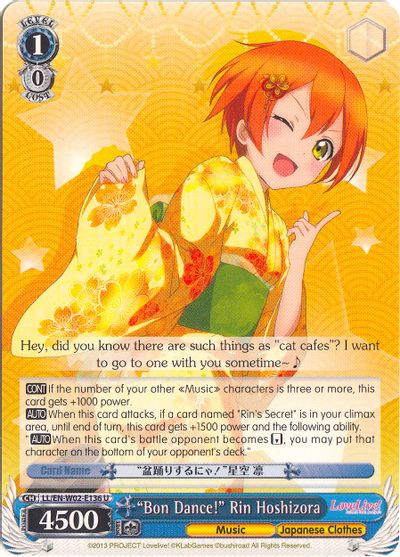 LEVEL
1
0
COST
Hey, did you know there are such things as "cat cafes"? I want
to go to one with you sometime~♪
CONT If the number of your other «Music» characters is three or more, this
card gets +1000 power.
AUTO When this card attacks, if a card named "Rin's Secret" is in your climax
area, until end of turn, this card gets +1500 power and the following ability.
"AUTO When this card's battle opponent becomes [▼], you may put that
character on the bottom of your opponent's deck."
Card Name
"盆踊りするにゃ!"星空 凛
CH LL/EN-W02-E136 U
4500
POWER
"Bon Dance!" Rin Hoshizora
LoveLive!
Music
Japanese Clothes
©2013 PROJECT Lovelive! ©KLabGames ©bushiroad All Rights Reserved.